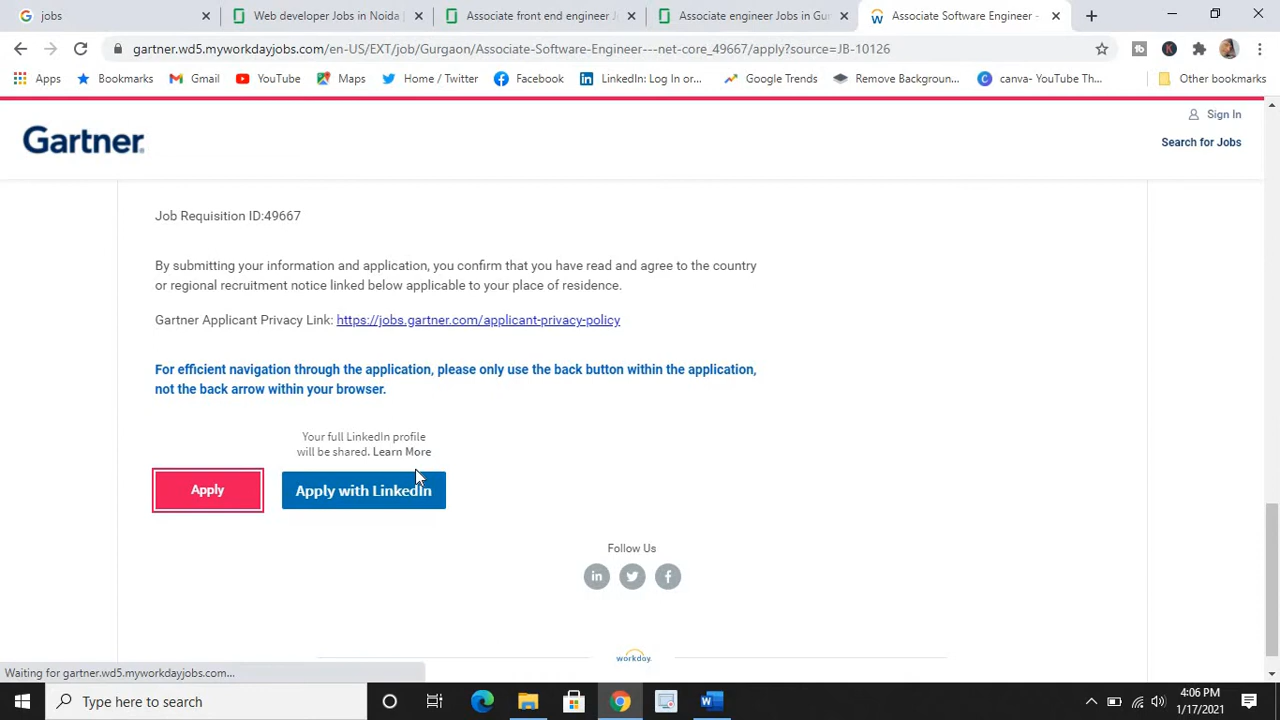 jobs
Web developer Jobs in Noida
Associate front end engineer J
Associate engineer Jobs in Gur
Associate Software Engineer -
gartner.wd5.myworkdayjobs.com/en-US/EXT/job/Gurgaon/Associate-Software-Engineer---net-core_49667/apply?source=JB-10126
Apps
Bookmarks
Gmail
YouTube
Maps
Home / Twitter
Facebook
LinkedIn: Log In or...
Google Trends
Remove Backgroun...
canva- YouTube Th...
Other bookmarks
Gartner
Sign In
Search for Jobs
Job Requisition ID:49667
By submitting your information and application, you confirm that you have read and agree to the country
or regional recruitment notice linked below applicable to your place of residence.
Gartner Applicant Privacy Link: https://jobs.gartner.com/applicant-privacy-policy
For efficient navigation through the application, please only use the back button within the application,
not the back arrow within your browser.
Your full LinkedIn profile
will be shared. Learn More
Apply
Apply with LinkedIn
Follow Us
workday.
Waiting for gartner.wd5.myworkdayjobs.com...
Type here to search
4:06 PM
1/17/2021